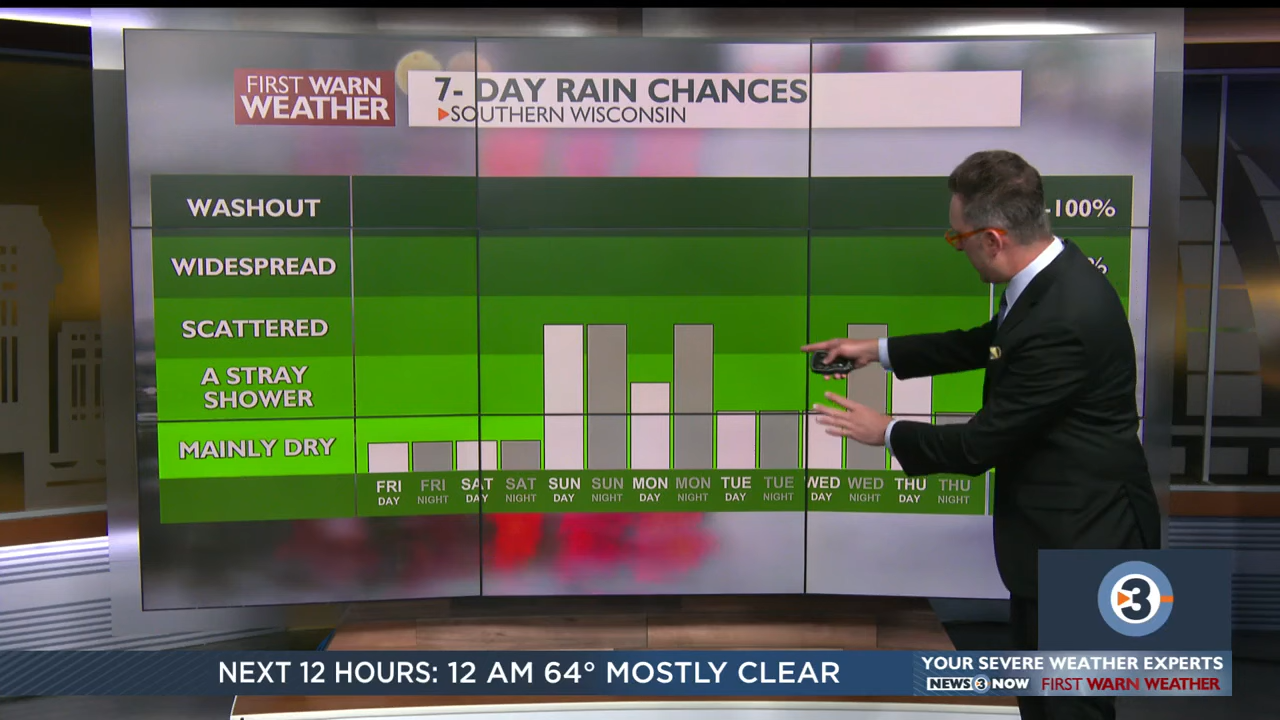 FIRST WARN
WEATHER
7- DAY RAIN CHANCES
SOUTHERN WISCONSIN
WASHOUT
-100%
WIDESPREAD
%
SCATTERED
A STRAY
SHOWER
MAINLY DRY
FRI DAY
FRI NIGHT
SAT DAY
SAT NIGHT
SUN DAY
SUN NIGHT
MON DAY
MON NIGHT
TUE DAY
TUE NIGHT
WED DAY
WED NIGHT
THU DAY
THU NIGHT
3
NEXT 12 HOURS: 12 AM 64° MOSTLY CLEAR
YOUR SEVERE WEATHER EXPERTS
NEWS 3 NOW FIRST WARN WEATHER